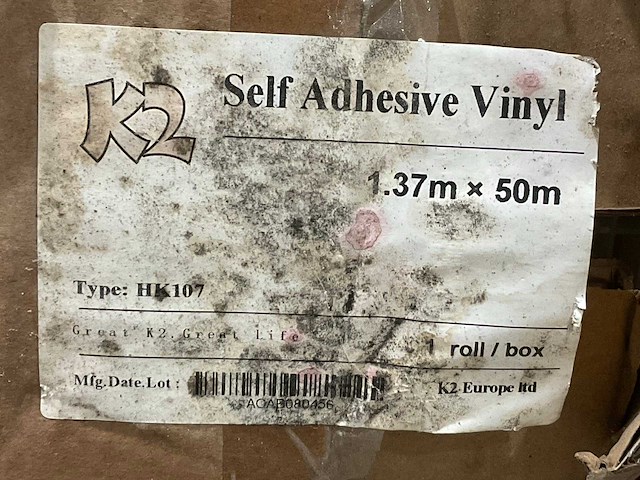 K2
Self Adhesive Vinyl
1.37m × 50m
Type: HK107
Great K2.Great Life
1 roll / box
Mfg.Date.Lot :
K2 Europe ltd
AOAB080456